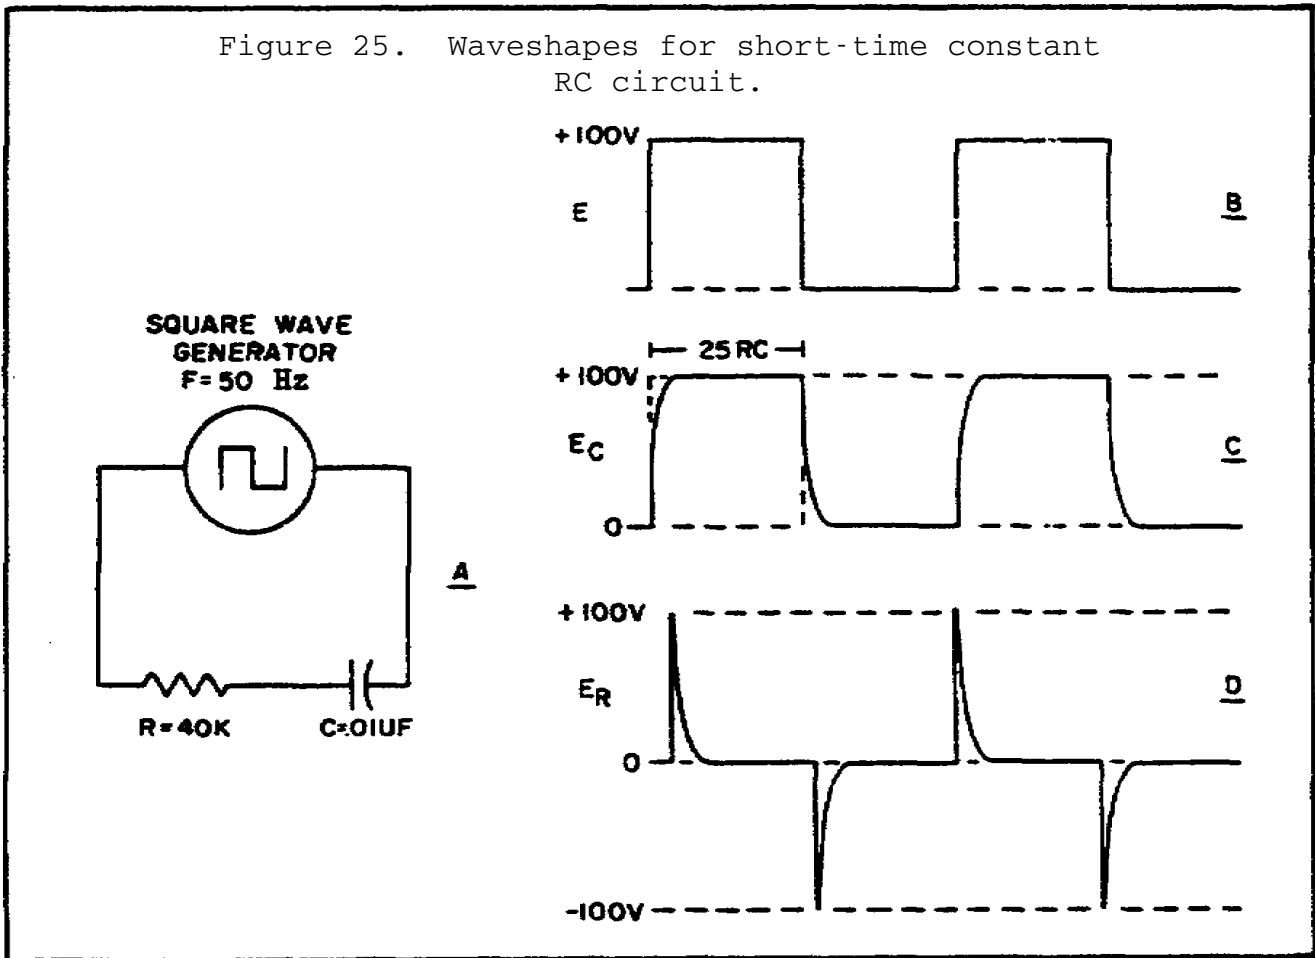 Figure 25. Waveshapes for short-time constant
RC circuit.
SQUARE WAVE
GENERATOR
F=50 Hz
A
R=40K
C=.01UF
+100V
E
B
25 RC
+100V
EC
0
C
+100V
ER
0
-100V
D